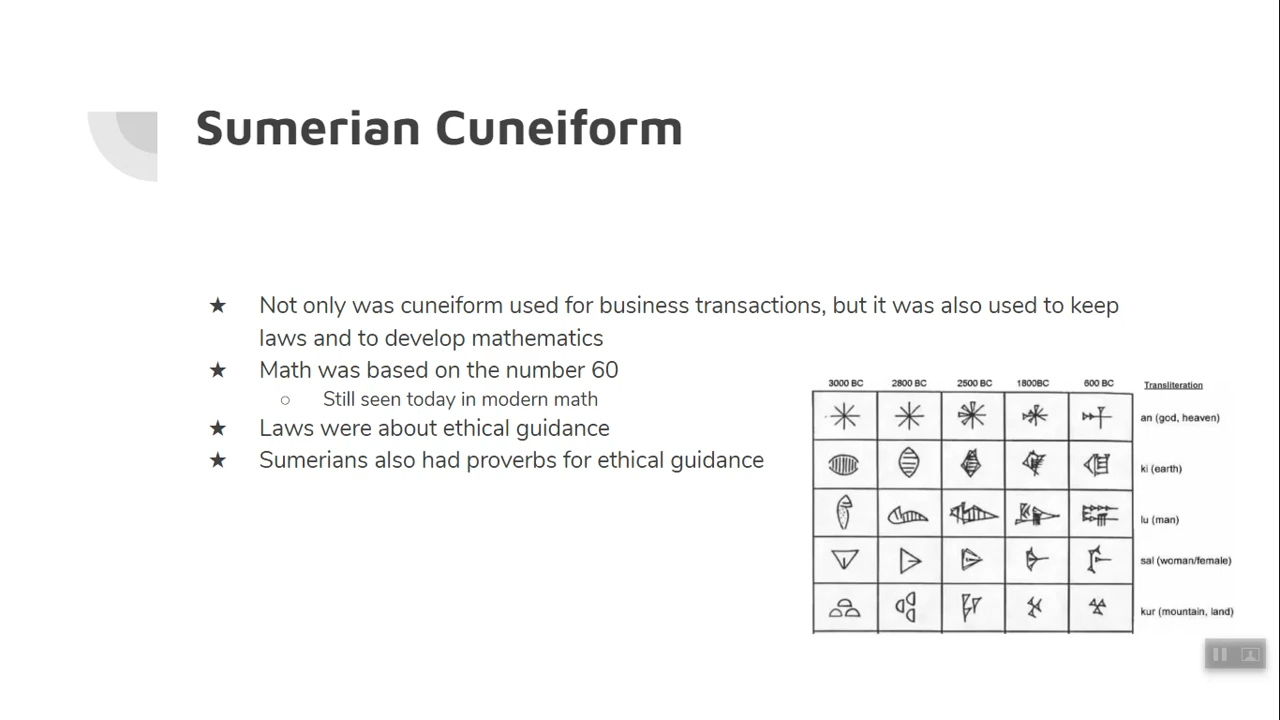 Sumerian Cuneiform
★ Not only was cuneiform used for business transactions, but it was also used to keep
laws and to develop mathematics
★ Math was based on the number 60
○ Still seen today in modern math
★ Laws were about ethical guidance
★ Sumerians also had proverbs for ethical guidance
3000 BC 2800 BC 2500 BC 1800BC 600 BC Transliteration
an (god, heaven)
ki (earth)
lu (man)
sal (woman/female)
kur (mountain, land)